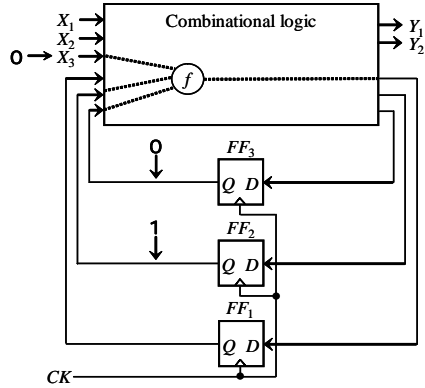 Combinational logic
X1
X2
0 X3
f
Y1
Y2
0
FF3
Q D
1
FF2
Q D
FF1
Q D
CK